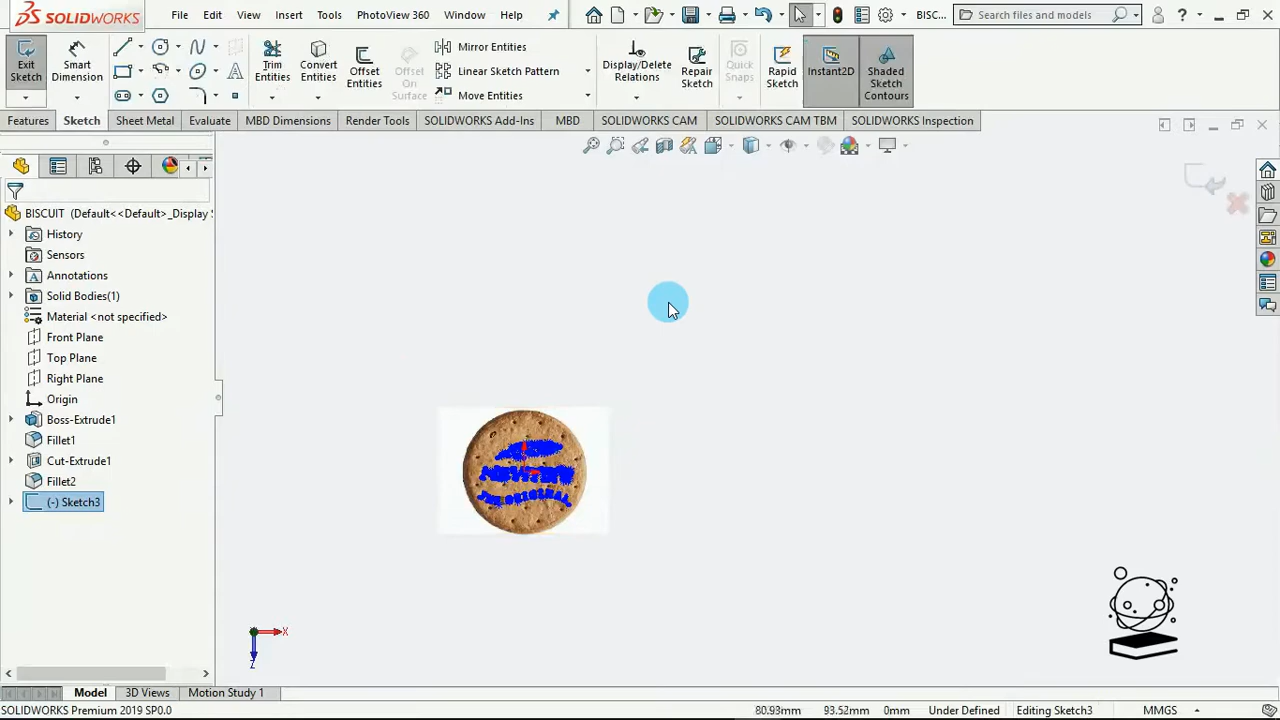 SOLIDWORKS File Edit View Insert Tools PhotoView 360 Window Help BISC... Search files and models
Exit Sketch Smart Dimension Trim Entities Convert Entities Offset Entities Offset On Surface Mirror Entities Linear Sketch Pattern Move Entities Display/Delete Relations Repair Sketch Quick Snaps Rapid Sketch Instant2D Shaded Sketch Contours
Features Sketch Sheet Metal Evaluate MBD Dimensions Render Tools SOLIDWORKS Add-Ins MBD SOLIDWORKS CAM SOLIDWORKS CAM TBM SOLIDWORKS Inspection
BISCUIT (Default<<Default>_Display
History
Sensors
Annotations
Solid Bodies(1)
Material <not specified>
Front Plane
Top Plane
Right Plane
Origin
Boss-Extrude1
Fillet1
Cut-Extrude1
Fillet2
(-) Sketch3
THE ORIGINAL
X
Z
Model 3D Views Motion Study 1
SOLIDWORKS Premium 2019 SP0.0 80.93mm 93.52mm 0mm Under Defined Editing Sketch3 MMGS